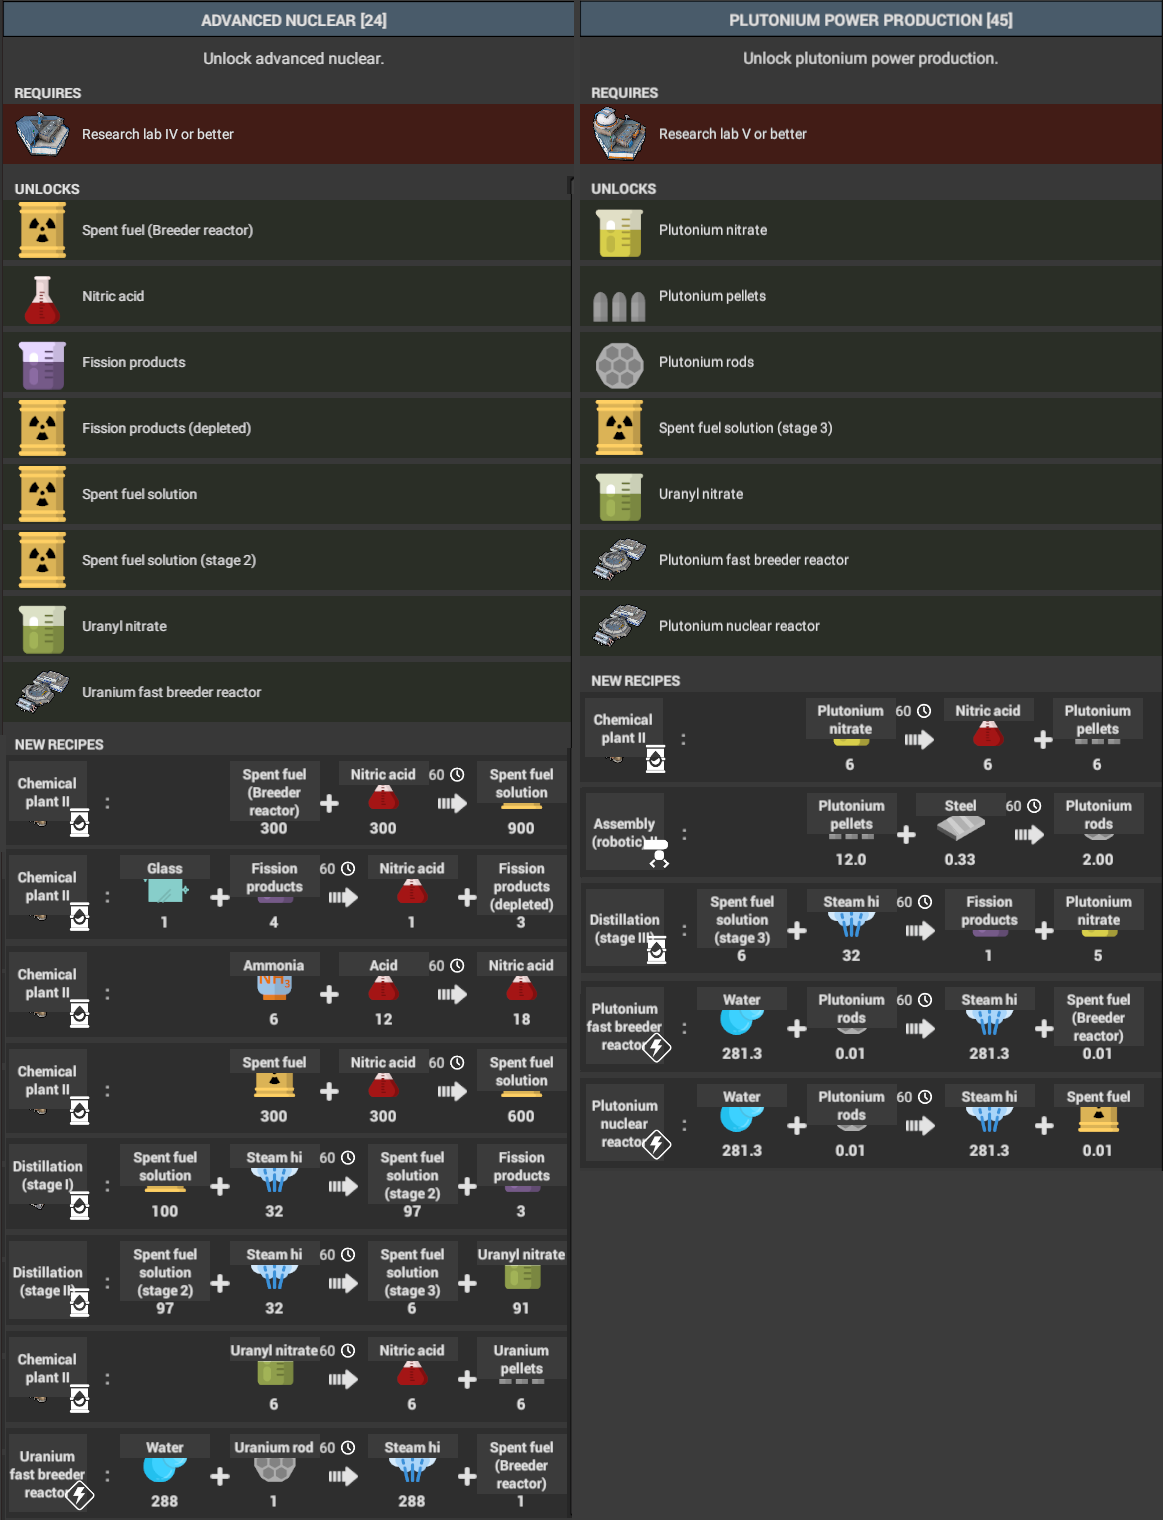 ADVANCED NUCLEAR [24]
Unlock advanced nuclear.
REQUIRES
Research lab IV or better
UNLOCKS
Spent fuel (Breeder reactor)
Nitric acid
Fission products
Fission products (depleted)
Spent fuel solution
Spent fuel solution (stage 2)
Uranyl nitrate
Uranium fast breeder reactor
NEW RECIPES
Chemical
plant II
:
Spent fuel
(Breeder
reactor)
300
Nitric acid
300
60
Spent fuel
solution
900
Chemical
plant II
:
Glass
1
Fission
products
4
60
Nitric acid
1
Fission
products
(depleted)
3
Chemical
plant II
:
Ammonia
NH3
6
Acid
12
60
Nitric acid
18
Chemical
plant II
:
Spent fuel
300
Nitric acid
300
60
Spent fuel
solution
600
Distillation
(stage I)
:
Spent fuel
solution
100
Steam hi
32
60
Spent fuel
solution
(stage 2)
97
Fission
products
3
Distillation
(stage II)
:
Spent fuel
solution
(stage 2)
97
Steam hi
32
60
Spent fuel
solution
(stage 3)
6
Uranyl nitrate
91
Chemical
plant II
:
Uranyl nitrate
6
60
Nitric acid
6
Uranium
pellets
6
Uranium
fast breeder
reactor
:
Water
288
Uranium rod
1
60
Steam hi
288
Spent fuel
(Breeder
reactor)
1
PLUTONIUM POWER PRODUCTION [45]
Unlock plutonium power production.
REQUIRES
Research lab V or better
UNLOCKS
Plutonium nitrate
Plutonium pellets
Plutonium rods
Spent fuel solution (stage 3)
Uranyl nitrate
Plutonium fast breeder reactor
Plutonium nuclear reactor
NEW RECIPES
Chemical
plant II
:
Plutonium
nitrate
6
60
Nitric acid
6
Plutonium
pellets
6
Assembly
(robotic) II
:
Plutonium
pellets
12.0
Steel
0.33
60
Plutonium
rods
2.00
Distillation
(stage III)
:
Spent fuel
solution
(stage 3)
6
Steam hi
32
60
Fission
products
1
Plutonium
nitrate
5
Plutonium
fast breeder
reactor
:
Water
281.3
Plutonium
rods
0.01
60
Steam hi
281.3
Spent fuel
(Breeder
reactor)
0.01
Plutonium
nuclear
reactor
:
Water
281.3
Plutonium
rods
0.01
60
Steam hi
281.3
Spent fuel
0.01